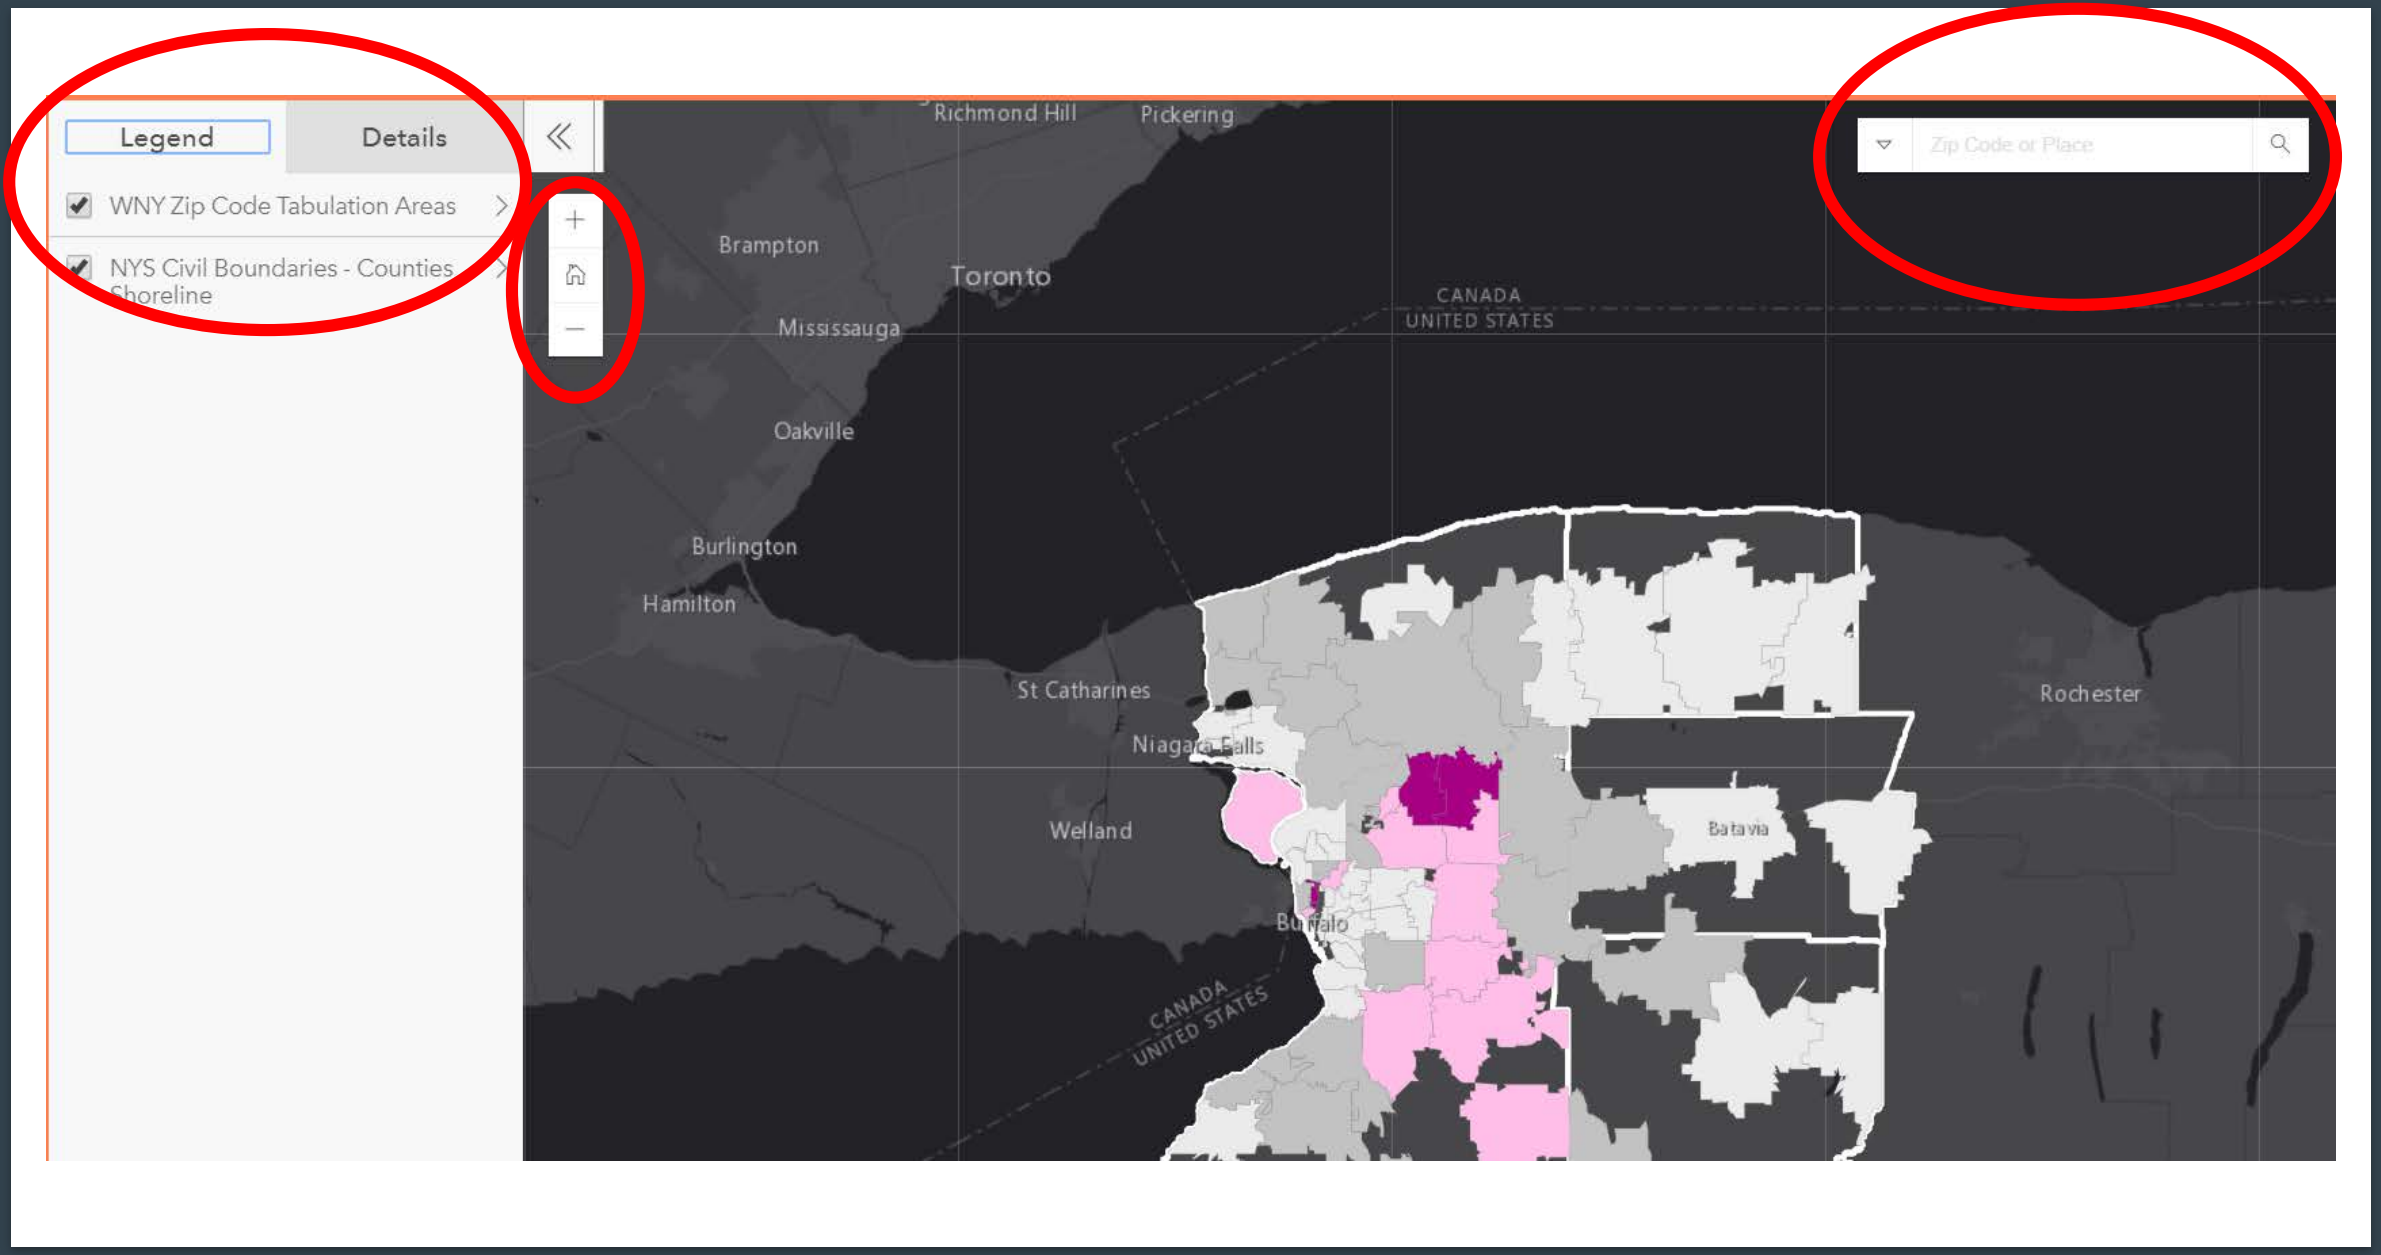 Legend
Details
WNY Zip Code Tabulation Areas
NYS Civil Boundaries - Counties
Shoreline
Zip Code or Place
Richmond Hill
Pickering
Brampton
Toronto
CANADA
UNITED STATES
Mississauga
Oakville
Burlington
Hamilton
St Catharines
Rochester
Niagara Falls
Welland
Batavia
Buffalo
CANADA
UNITED STATES